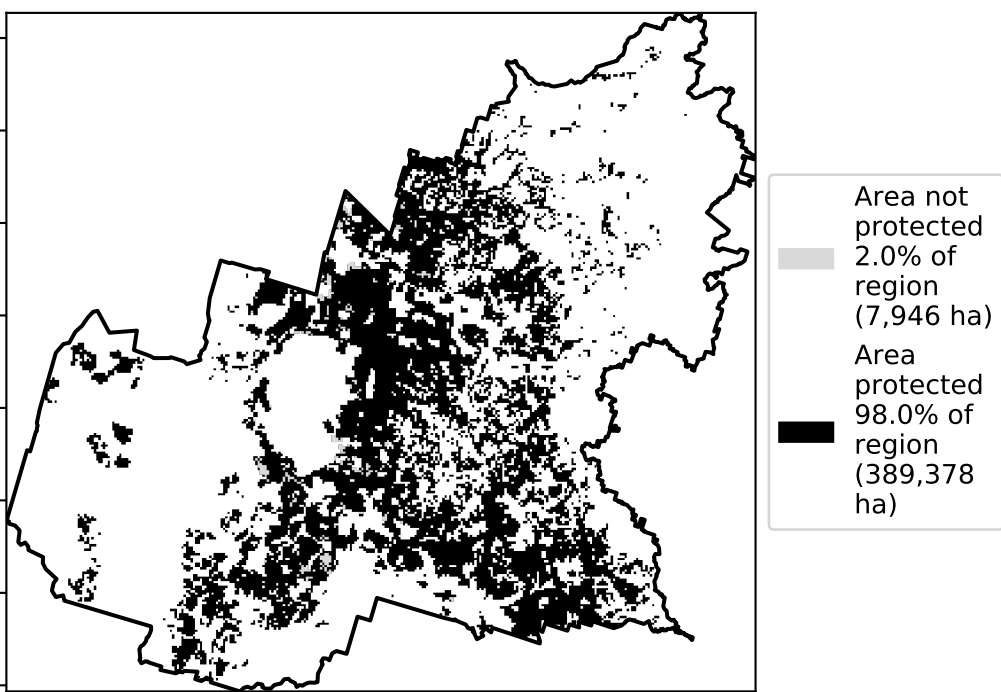 Area not
protected
2.0% of
region
(7,946 ha)
Area
protected
98.0% of
region
(389,378
ha)